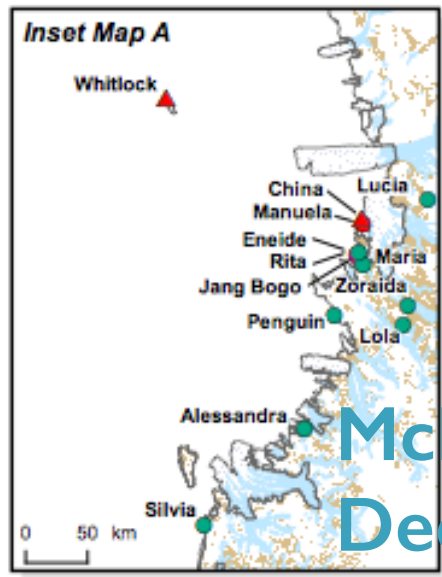 Inset Map A
Whitlock
China
Lucia
Manuela
Eneide
Rita
Maria
Jang Bogo
Zoraida
Penguin
Lola
Alessandra
Mc
Silvia
De
0 50 km